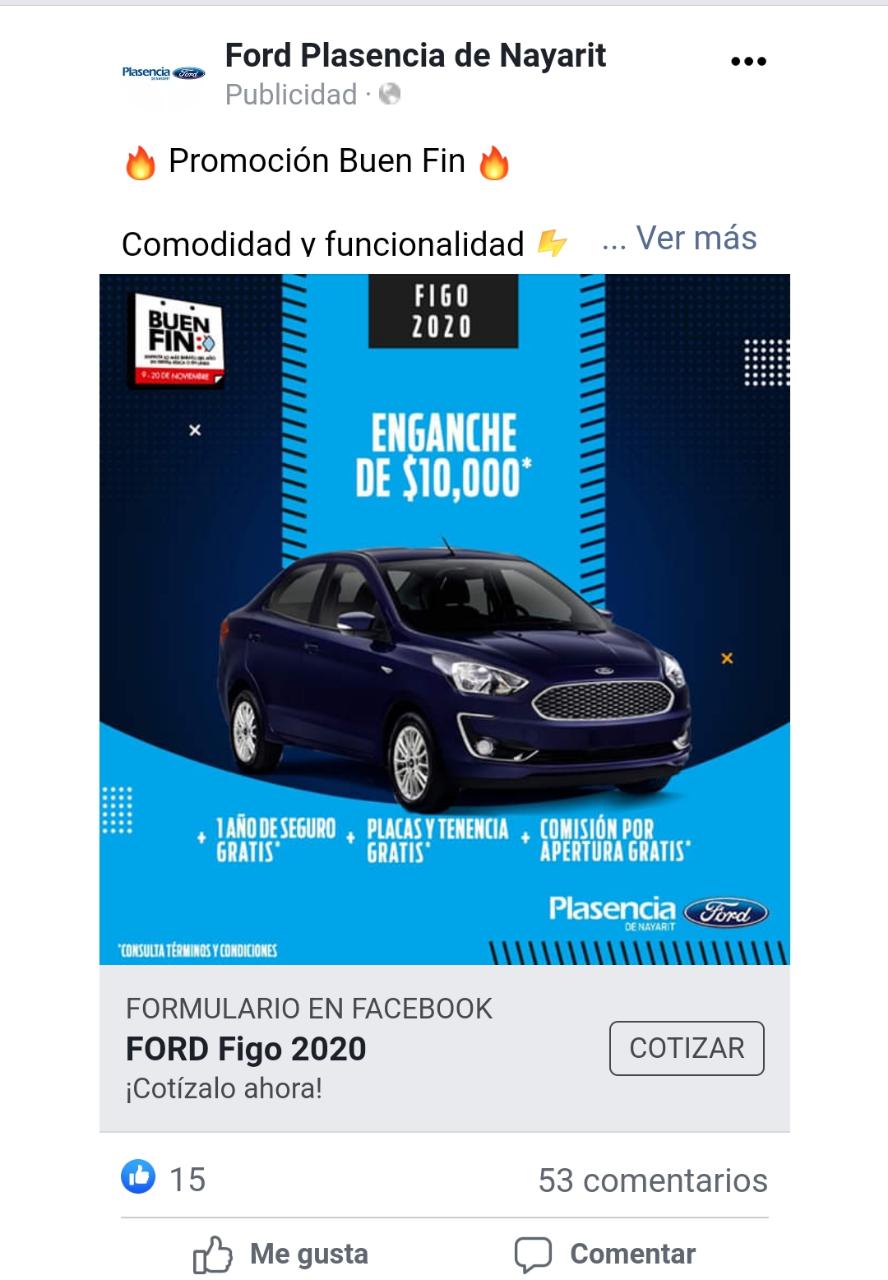 Plasencia Ford
Ford Plasencia de Nayarit
Publicidad ·
🔥 Promoción Buen Fin 🔥
Comodidad y funcionalidad ⚡ ... Ver más
BUEN
FIN
9 - 20 DE NOVIEMBRE
FIGO
2020
ENGANCHE
DE $10,000*
+ 1 AÑO DE SEGURO
GRATIS*
+ PLACAS Y TENENCIA
GRATIS*
+ COMISIÓN POR
APERTURA GRATIS*
Plasencia Ford
DE NAYARIT
*CONSULTA TÉRMINOS Y CONDICIONES
FORMULARIO EN FACEBOOK
FORD Figo 2020
¡Cotízalo ahora!
COTIZAR
15
53 comentarios
Me gusta
Comentar